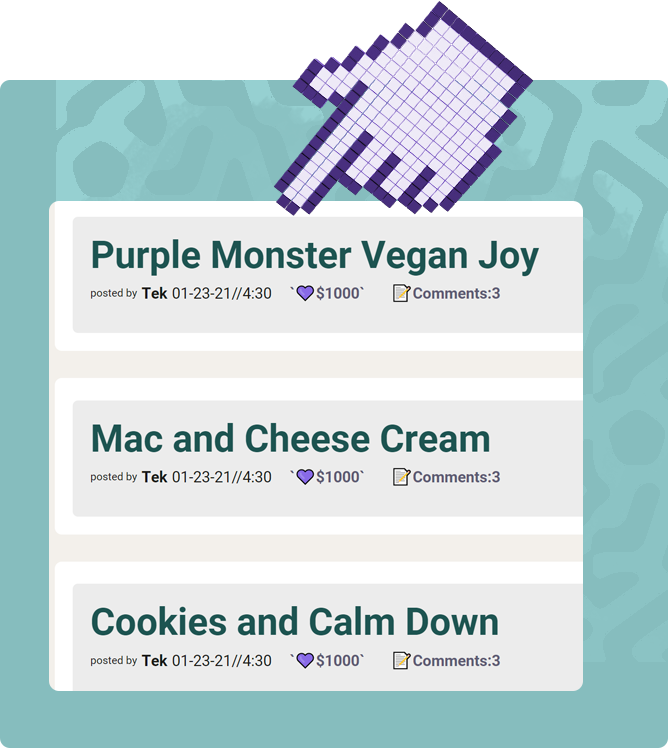 Purple Monster Vegan Joy
posted by Tek 01-23-21//4:30 `💜$1000` 📝Comments:3
Mac and Cheese Cream
posted by Tek 01-23-21//4:30 `💜$1000` 📝Comments:3
Cookies and Calm Down
posted by Tek 01-23-21//4:30 `💜$1000` 📝Comments:3